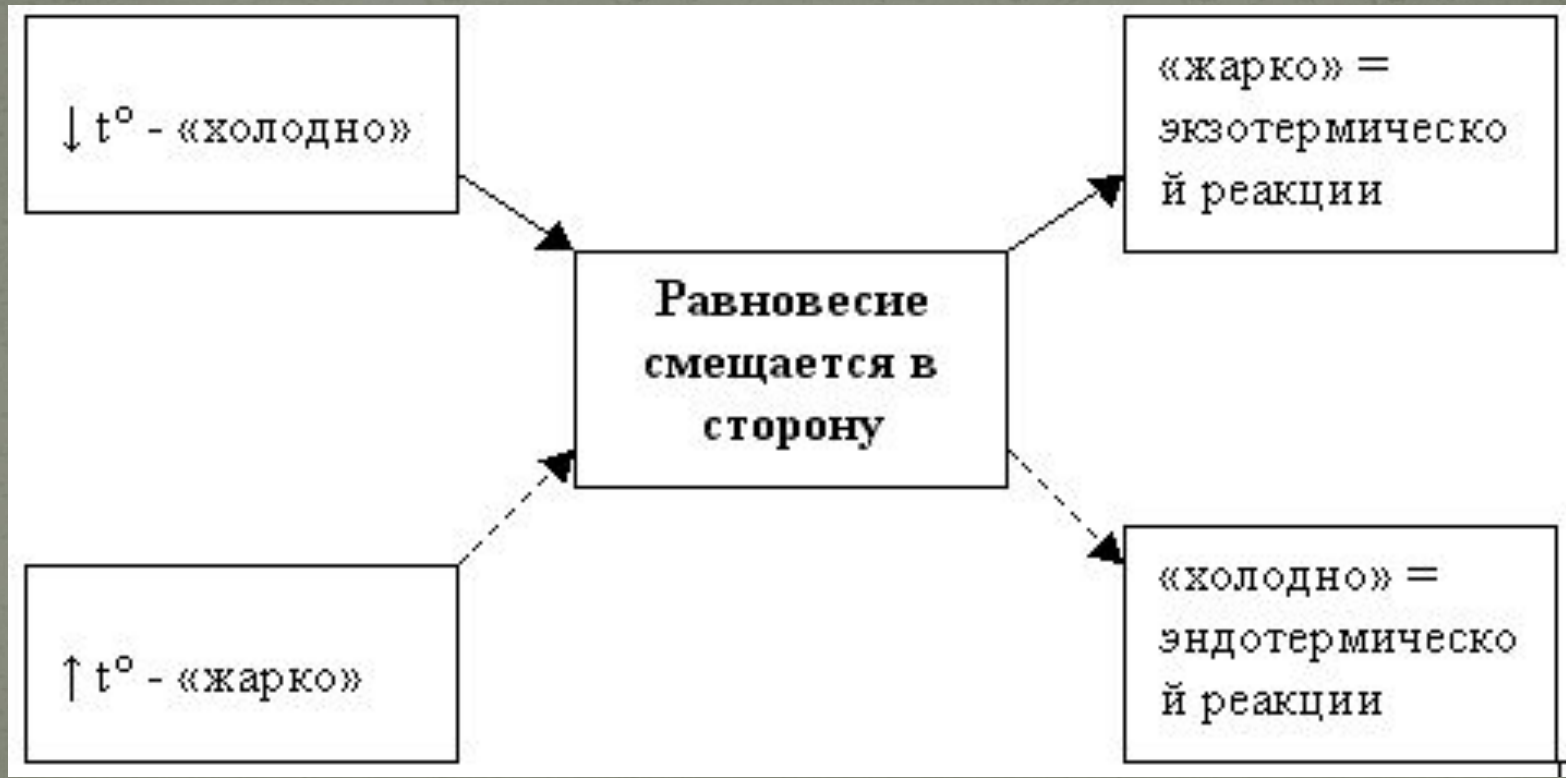 ↓ t° - «холодно»
«жарко» =
экзотермическо
й реакции
Равновесие
смещается в
сторону
↑ t° - «жарко»
«холодно» =
эндотермическо
й реакции